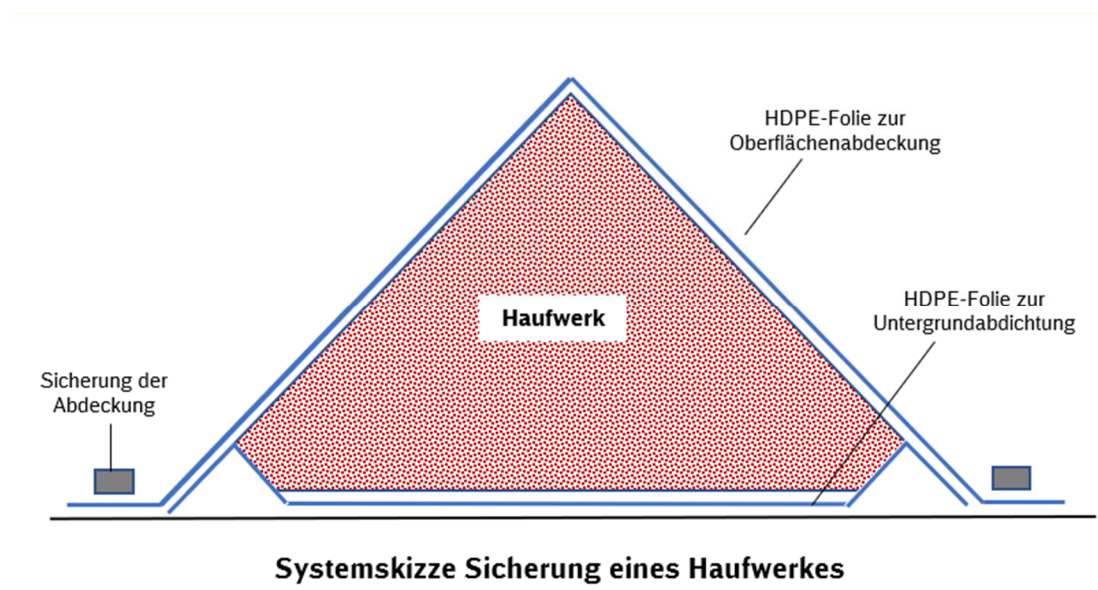 HDPE-Folie zur
Oberflächenabdeckung
HDPE-Folie zur
Untergrundabdichtung
Haufwerk
Sicherung der
Abdeckung
Systemskizze Sicherung eines Haufwerkes